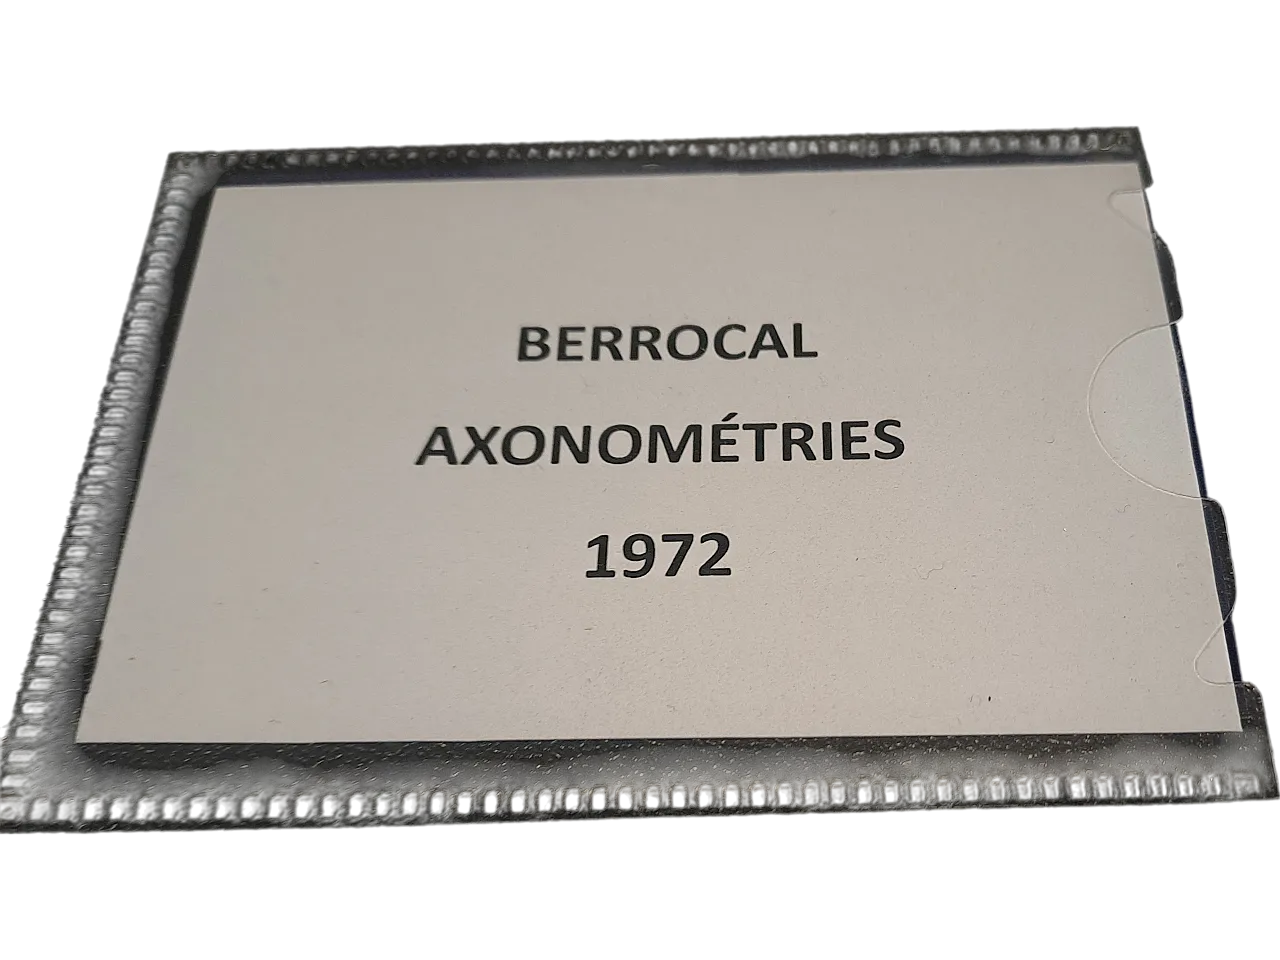 BERROCAL
AXONOMÉTRIES
1972